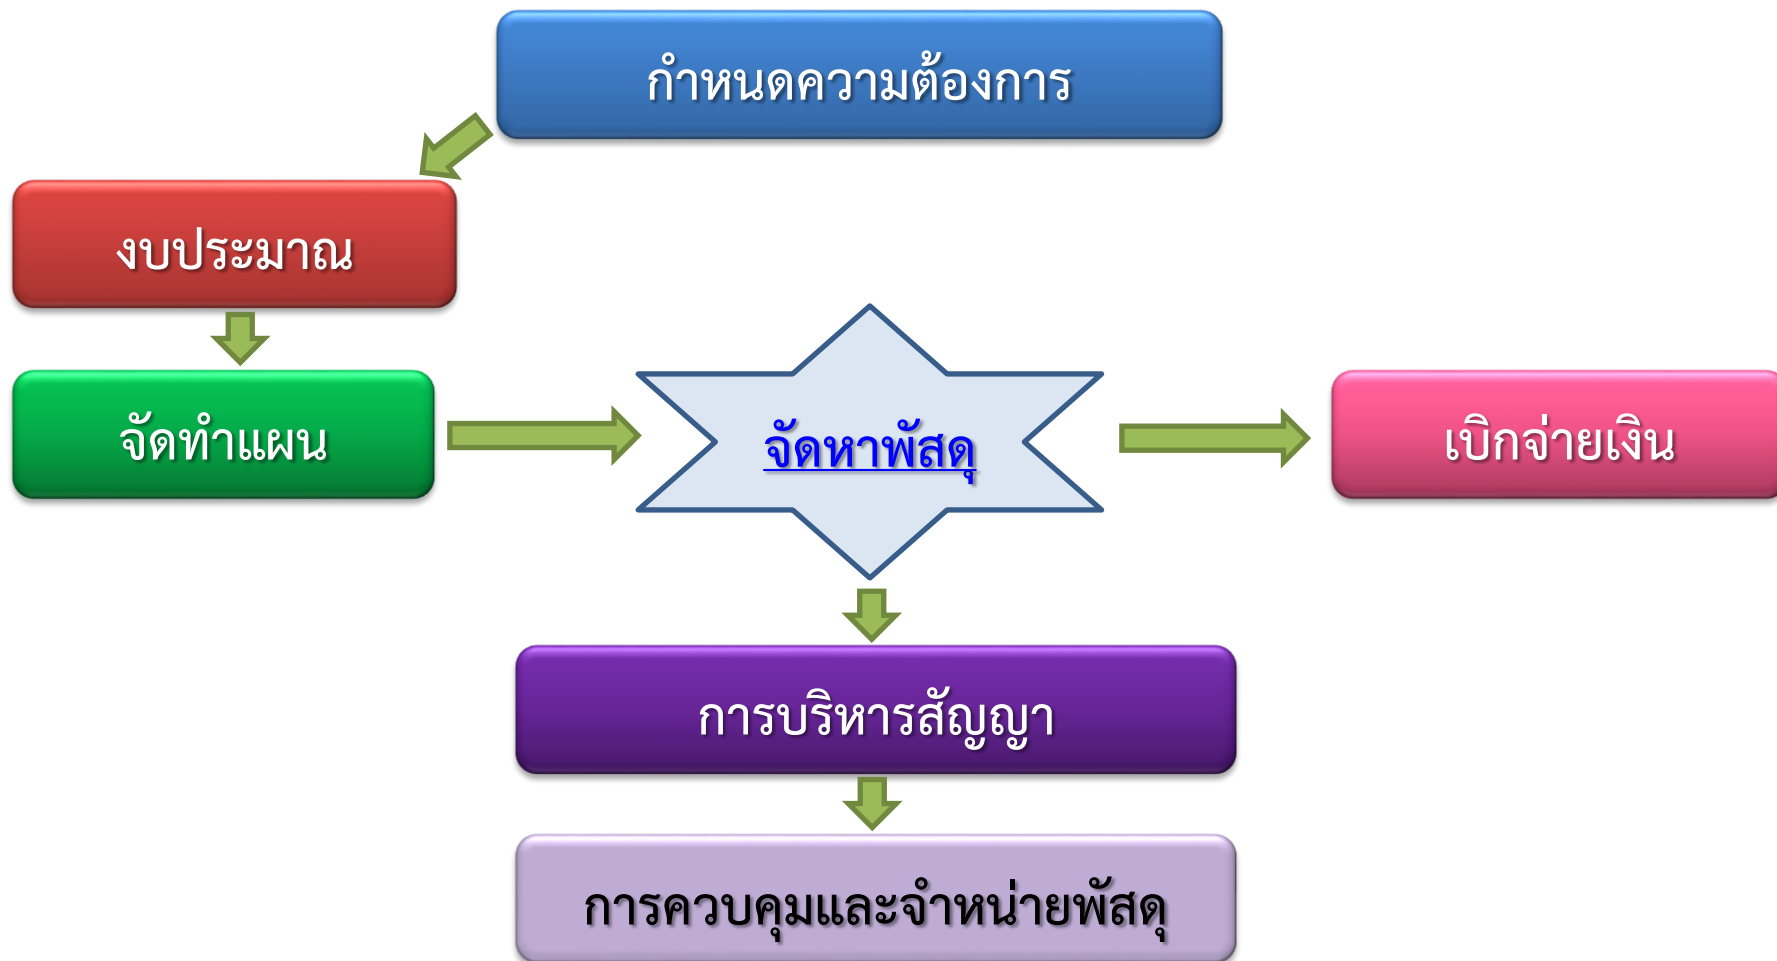 กำหนดความต้องการ
งบประมาณ
จัดทำแผน
จัดหาพัสดุ
เบิกจ่ายเงิน
การบริหารสัญญา
การควบคุมและจำหน่ายพัสดุ